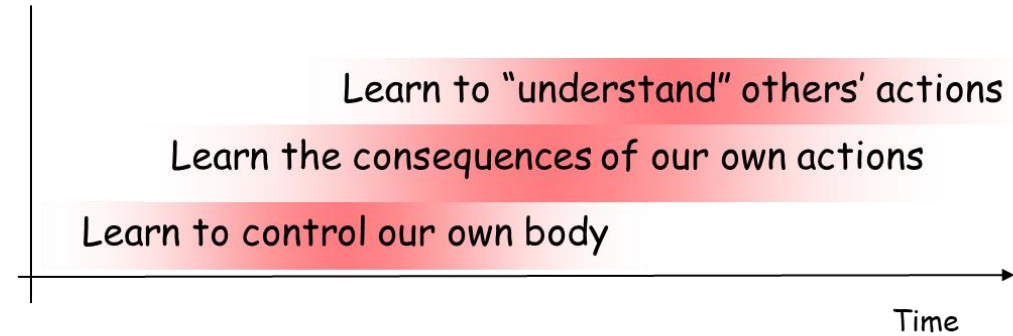 Learn to “understand” others’ actions
Learn the consequences of our own actions
Learn to control our own body
Time